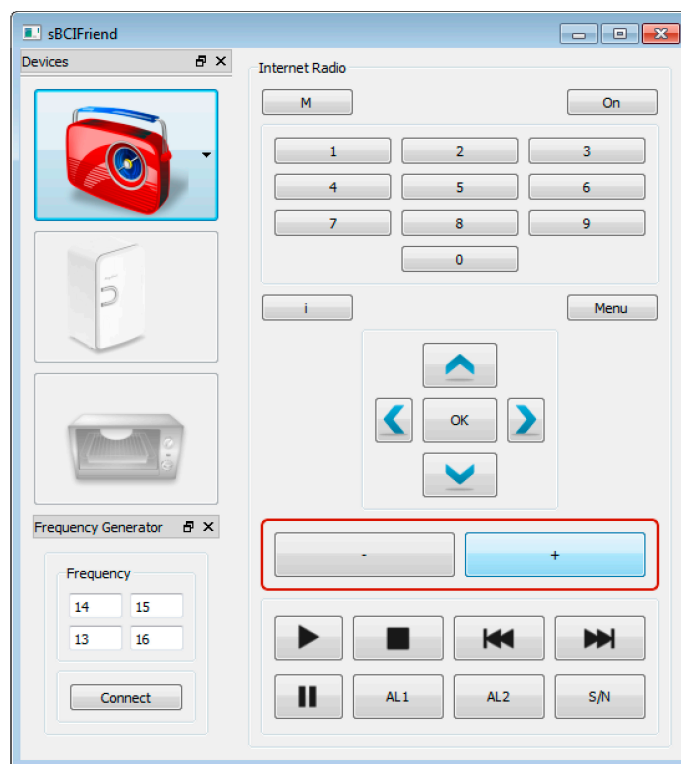 sBCIFriend
Devices
Internet Radio
M On
1 2 3
4 5 6
7 8 9
0
i Menu
OK
- +
AL1 AL2 S/N
Frequency Generator
Frequency
14 15
13 16
Connect